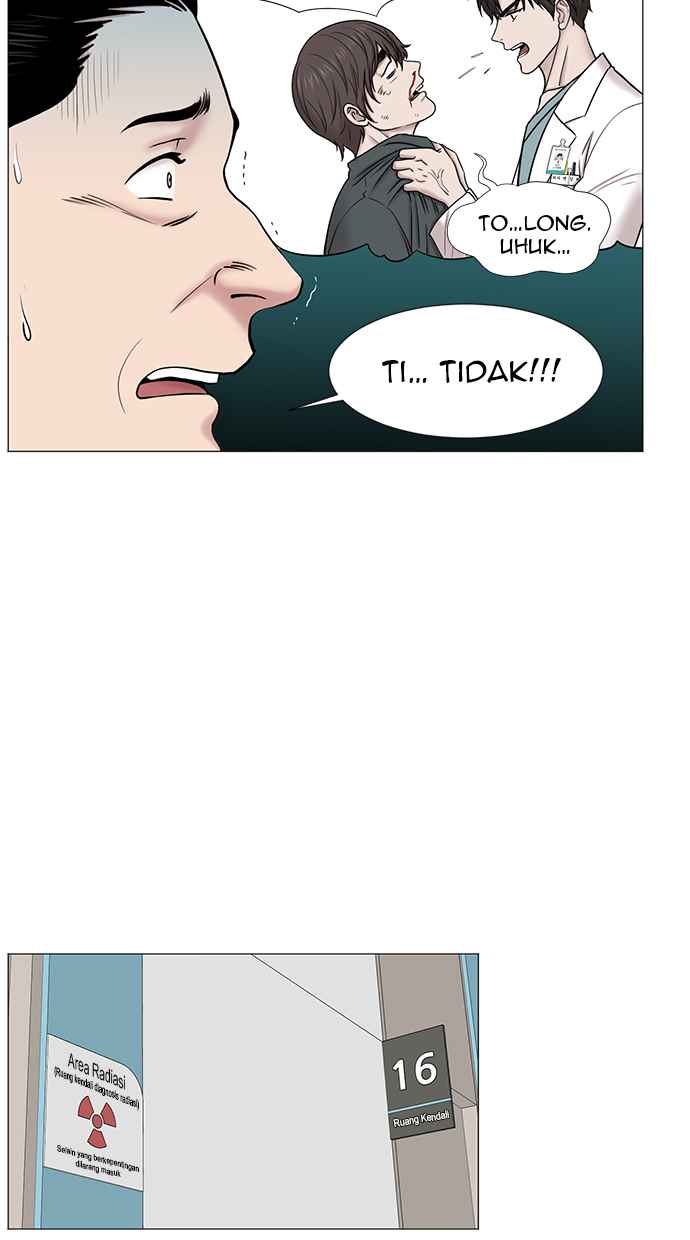 TO...LONG.
UHUK...
TI... TIDAK!!!
Area Radiasi
(Ruang kendali diagnosis radiasi)
Selain yang berkepentingan
dilarang masuk
16
Ruang Kendali